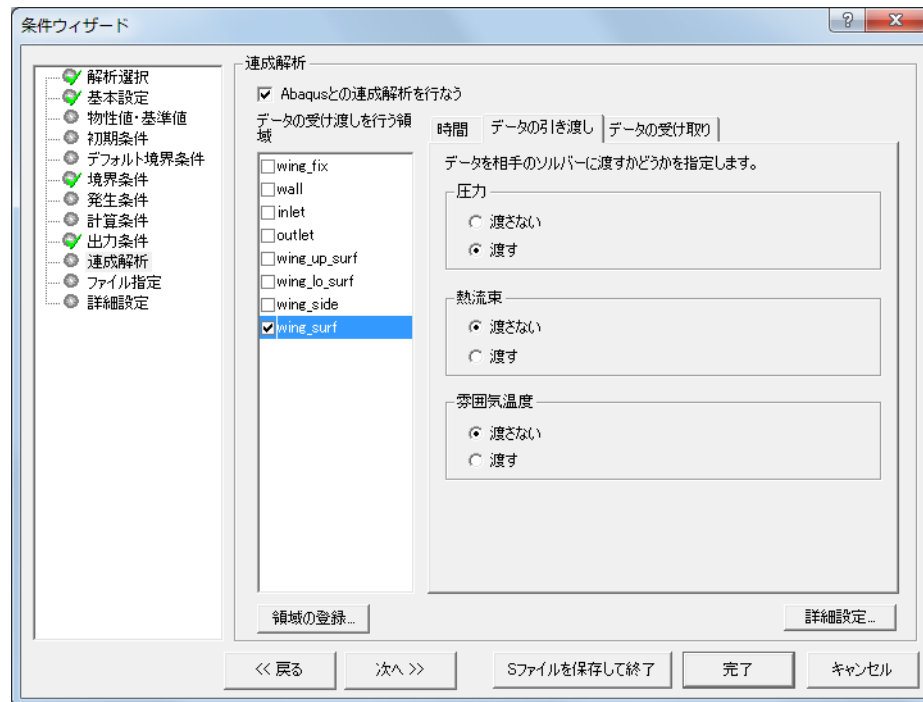 条件ウィザード
解析選択
基本設定
物性値・基準値
初期条件
デフォルト境界条件
境界条件
発生条件
計算条件
出力条件
連成解析
ファイル指定
詳細設定
連成解析
Abaqusとの連成解析を行なう
データの受け渡しを行う領
域
wing_fix
wall
inlet
outlet
wing_up_surf
wing_lo_surf
wing_side
wing_surf
時間 データの引き渡し データの受け取り
データを相手のソルバーに渡すかどうかを指定します。
圧力
渡さない
渡す
熱流束
渡さない
渡す
雰囲気温度
渡さない
渡す
領域の登録...
詳細設定...
<< 戻る 次へ >> Sファイルを保存して終了 完了 キャンセル